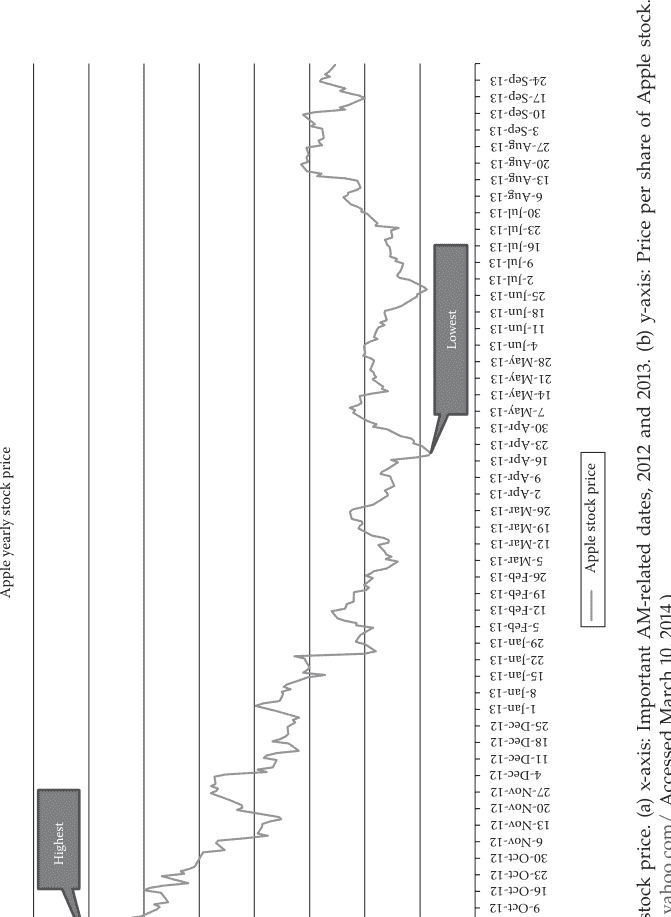 Apple yearly stock price
Highest
Lowest
9-Oct-12
16-Oct-12
23-Oct-12
30-Oct-12
6-Nov-12
13-Nov-12
20-Nov-12
27-Nov-12
4-Dec-12
11-Dec-12
18-Dec-12
25-Dec-12
1-Jan-13
8-Jan-13
15-Jan-13
22-Jan-13
29-Jan-13
5-Feb-13
12-Feb-13
19-Feb-13
26-Feb-13
5-Mar-13
12-Mar-13
19-Mar-13
26-Mar-13
2-Apr-13
9-Apr-13
16-Apr-13
23-Apr-13
30-Apr-13
7-May-13
14-May-13
21-May-13
28-May-13
4-Jun-13
11-Jun-13
18-Jun-13
25-Jun-13
2-Jul-13
9-Jul-13
16-Jul-13
23-Jul-13
30-Jul-13
6-Aug-13
13-Aug-13
20-Aug-13
27-Aug-13
3-Sep-13
10-Sep-13
17-Sep-13
24-Sep-13
Apple stock price
stock price. (a) x-axis: Important AM-related dates, 2012 and 2013. (b) y-axis: Price per share of Apple stock.
yahoo.com/ Accessed March 10, 2014.)